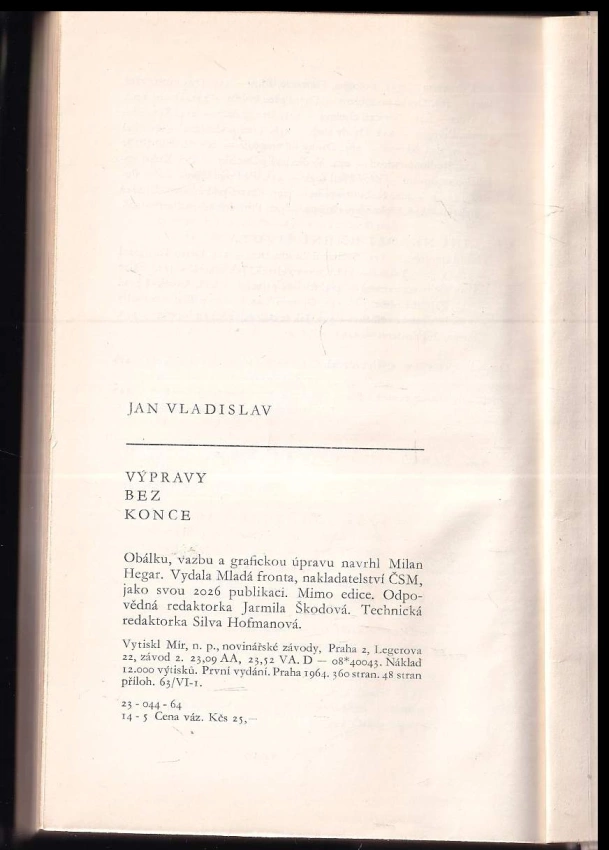 JAN VLADISLAV
VÝPRAVY
BEZ
KONCE
Obálku, vazbu a grafickou úpravu navrhl Milan
Hegar. Vydala Mladá fronta, nakladatelství ČSM,
jako svou 2026 publikaci. Mimo edice. Odpo-
vědná redaktorka Jarmila Škodová. Technická
redaktorka Silva Hofmanová.
Vytiskl Mír, n. p., novinářské závody, Praha 2, Legerova
22, závod 2. 23,09 AA, 23,52 VA. D — 08*40043. Náklad
12.000 výtisků. První vydání. Praha 1964. 360 stran. 48 stran
příloh. 63/VI-1.
23 - 044 - 64
14 - 5 Cena váz. Kčs 25,—